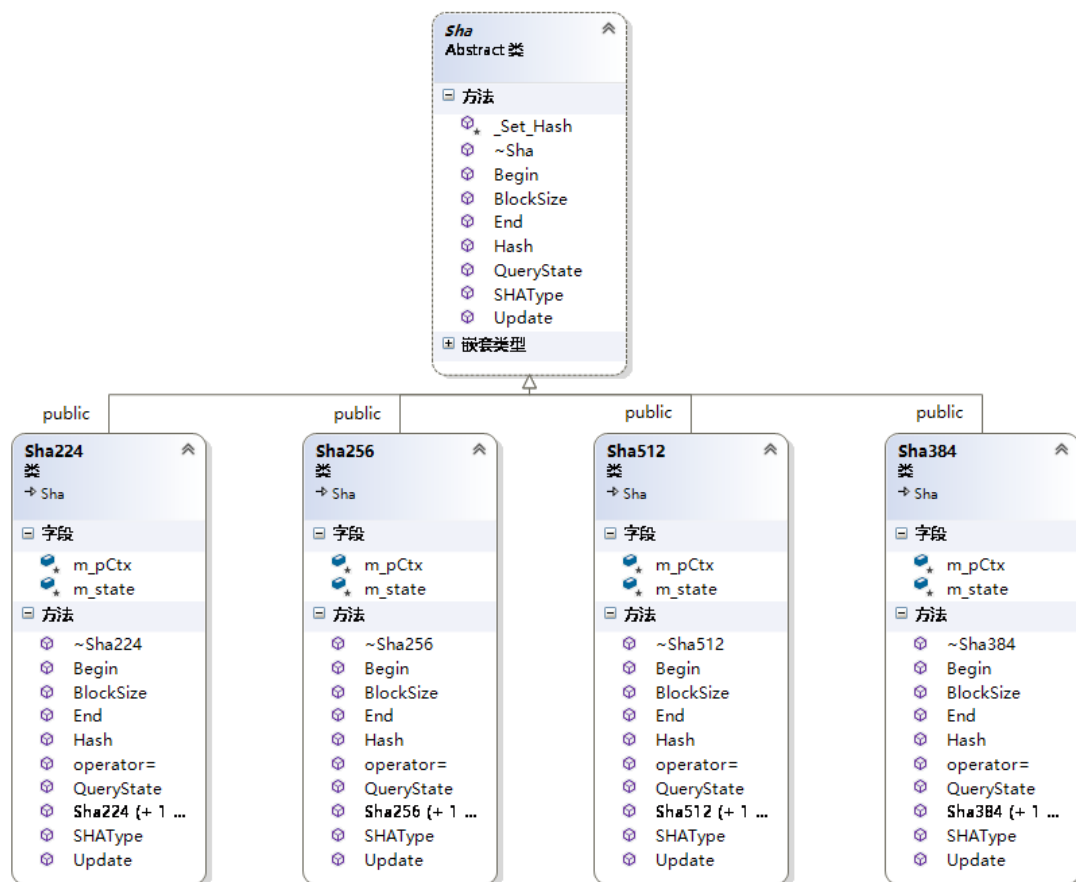 Sha
Abstract 类
方法
_Set_Hash
~Sha
Begin
BlockSize
End
Hash
QueryState
SHAType
Update
嵌套类型
public
public
public
public
Sha224
类
Sha
字段
m_pCtx
m_state
方法
~Sha224
Begin
BlockSize
End
Hash
operator=
QueryState
Sha224 (+ 1 ...
SHAType
Update
Sha256
类
Sha
字段
m_pCtx
m_state
方法
~Sha256
Begin
BlockSize
End
Hash
operator=
QueryState
Sha256 (+ 1 ...
SHAType
Update
Sha512
类
Sha
字段
m_pCtx
m_state
方法
~Sha512
Begin
BlockSize
End
Hash
operator=
QueryState
Sha512 (+ 1 ...
SHAType
Update
Sha384
类
Sha
字段
m_pCtx
m_state
方法
~Sha384
Begin
BlockSize
End
Hash
operator=
QueryState
Sha384 (+ 1 ...
SHAType
Update